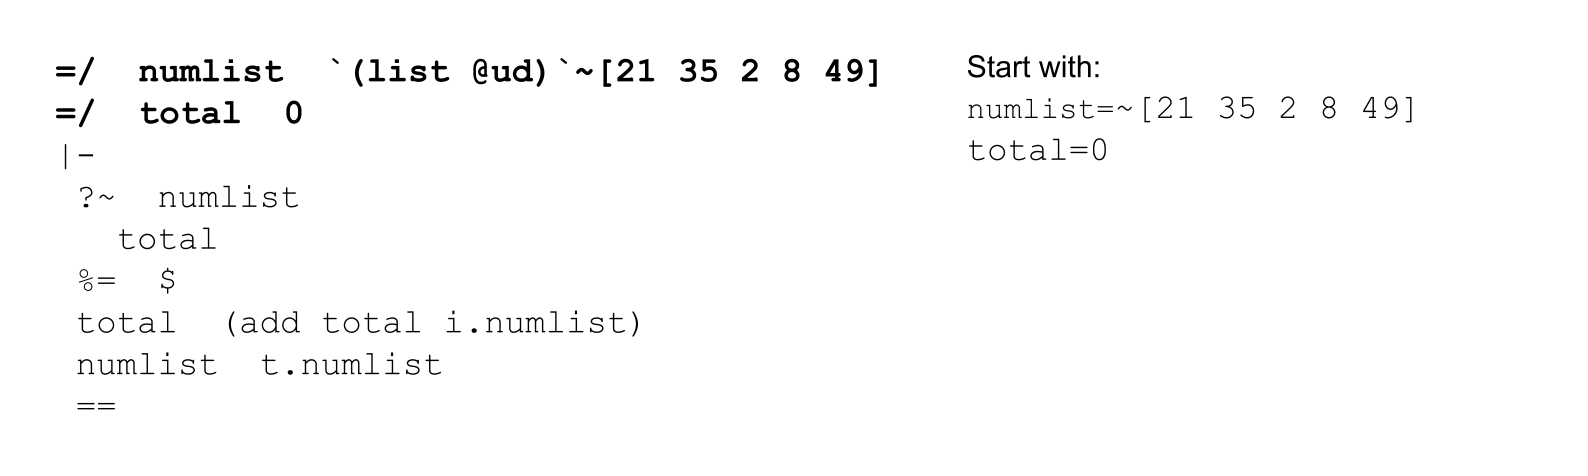 =/  numlist  `(list @ud)`~[21 35 2 8 49]
=/  total  0
|-
 ?~  numlist
   total
 %=  $
 total  (add total i.numlist)
 numlist  t.numlist
 ==
Start with:
numlist=~[21 35 2 8 49]
total=0